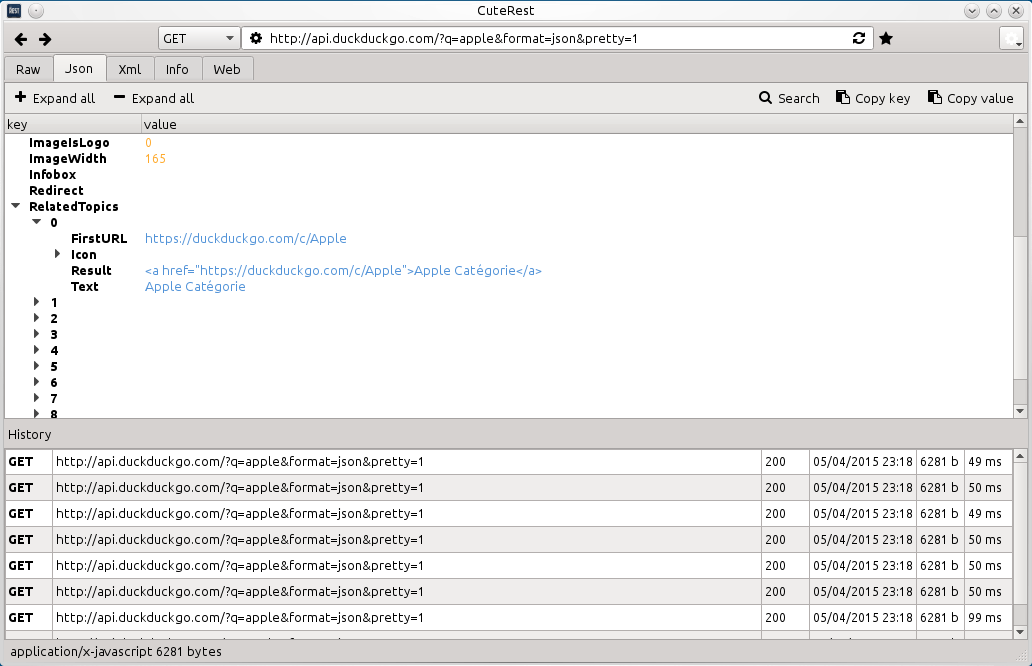 CuteRest
GET http://api.duckduckgo.com/?q=apple&format=json&pretty=1
Raw Json Xml Info Web
Expand all Expand all Search Copy key Copy value
key value
ImageIsLogo 0
ImageWidth 165
Infobox
Redirect
RelatedTopics
0
FirstURL https://duckduckgo.com/c/Apple
Icon
Result <a href="https://duckduckgo.com/c/Apple">Apple Catégorie</a>
Text Apple Catégorie
1
2
3
4
5
6
7
8
History
GET http://api.duckduckgo.com/?q=apple&format=json&pretty=1 200 05/04/2015 23:18 6281 b 49 ms
GET http://api.duckduckgo.com/?q=apple&format=json&pretty=1 200 05/04/2015 23:18 6281 b 50 ms
GET http://api.duckduckgo.com/?q=apple&format=json&pretty=1 200 05/04/2015 23:18 6281 b 49 ms
GET http://api.duckduckgo.com/?q=apple&format=json&pretty=1 200 05/04/2015 23:18 6281 b 50 ms
GET http://api.duckduckgo.com/?q=apple&format=json&pretty=1 200 05/04/2015 23:18 6281 b 50 ms
GET http://api.duckduckgo.com/?q=apple&format=json&pretty=1 200 05/04/2015 23:18 6281 b 50 ms
GET http://api.duckduckgo.com/?q=apple&format=json&pretty=1 200 05/04/2015 23:18 6281 b 99 ms
application/x-javascript 6281 bytes